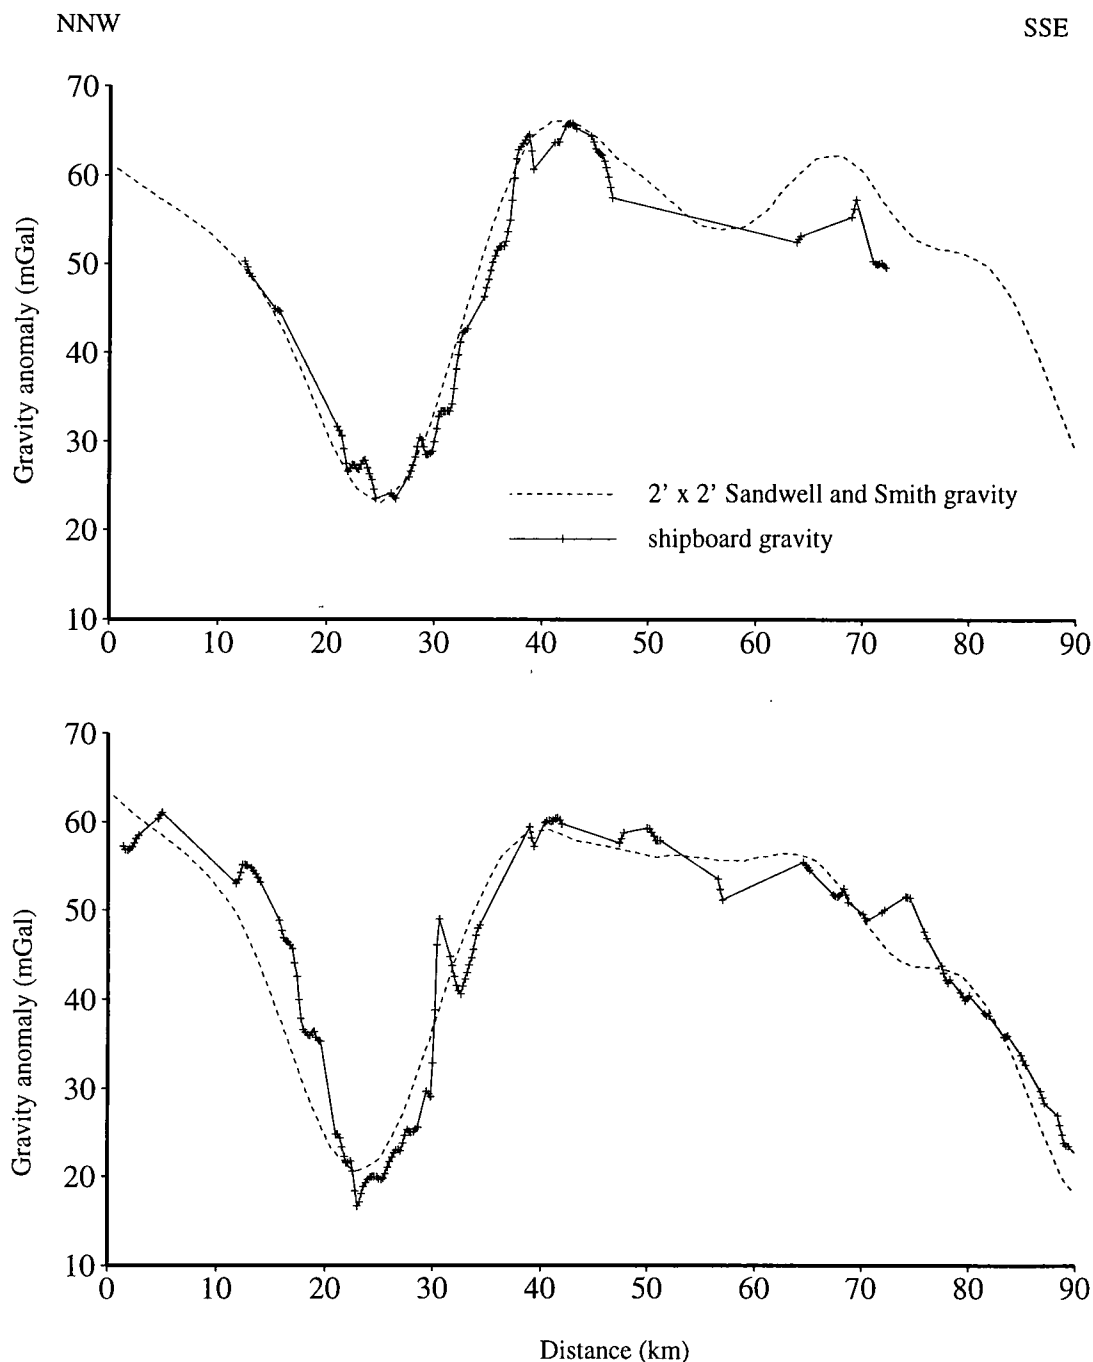 NNW SSE
70
60
50
40
30
20
10
Gravity anomaly (mGal)
2' x 2' Sandwell and Smith gravity
shipboard gravity
0 10 20 30 40 50 60 70 80 90
70
60
50
40
30
20
10
Gravity anomaly (mGal)
0 10 20 30 40 50 60 70 80 90
Distance (km)